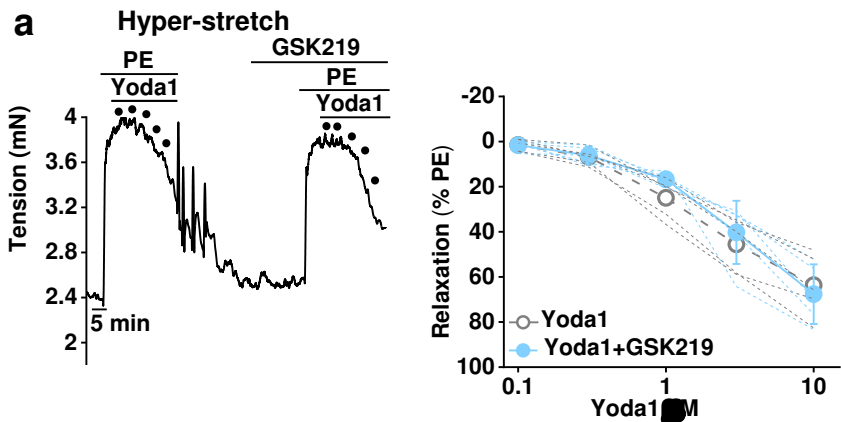 a
Hyper-stretch
GSK219
PE
Yoda1
PE
Yoda1
Tension (mN)
4
3.6
3.2
2.8
2.4
2
5 min
Relaxation (% PE)
-20
0
20
40
60
80
100
Yoda1
Yoda1+GSK219
0.1
1
10
Yoda1 M